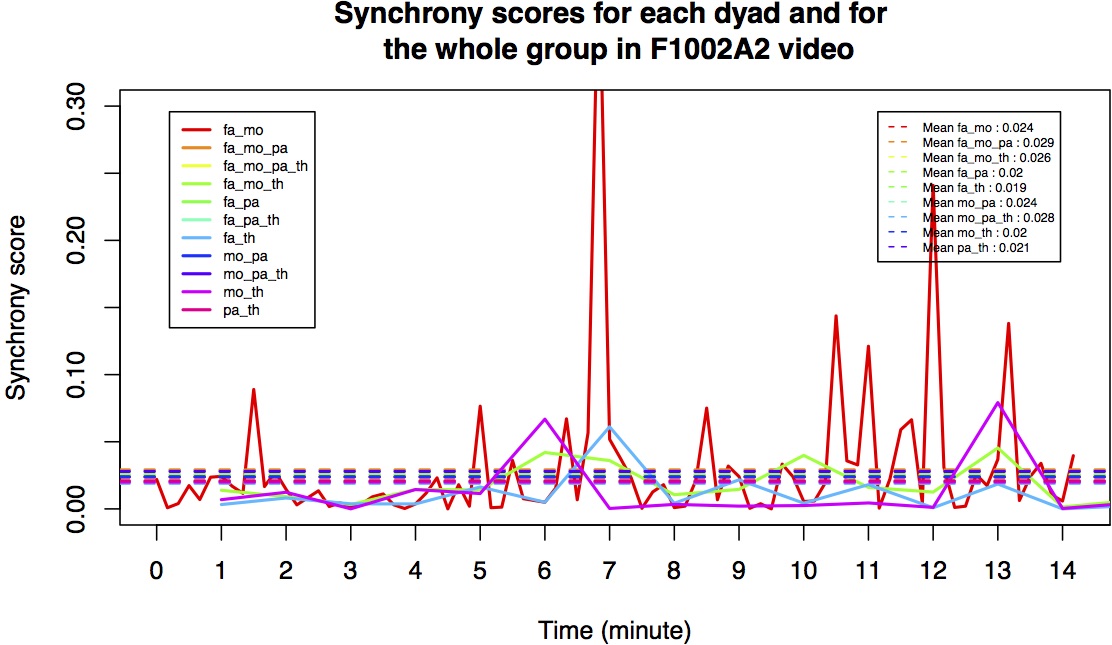 Synchrony scores for each dyad and for
the whole group in F1002A2 video
Synchrony score
0.30
0.20
0.10
0.00
fa_mo
fa_mo_pa
fa_mo_pa_th
fa_mo_th
fa_pa
fa_pa_th
fa_th
mo_pa
mo_pa_th
mo_th
pa_th
Mean fa_mo : 0.024
Mean fa_mo_pa : 0.029
Mean fa_mo_th : 0.026
Mean fa_pa : 0.02
Mean fa_th : 0.019
Mean mo_pa : 0.024
Mean mo_pa_th : 0.028
Mean mo_th : 0.02
Mean pa_th : 0.021
0 1 2 3 4 5 6 7 8 9 10 11 12 13 14
Time (minute)